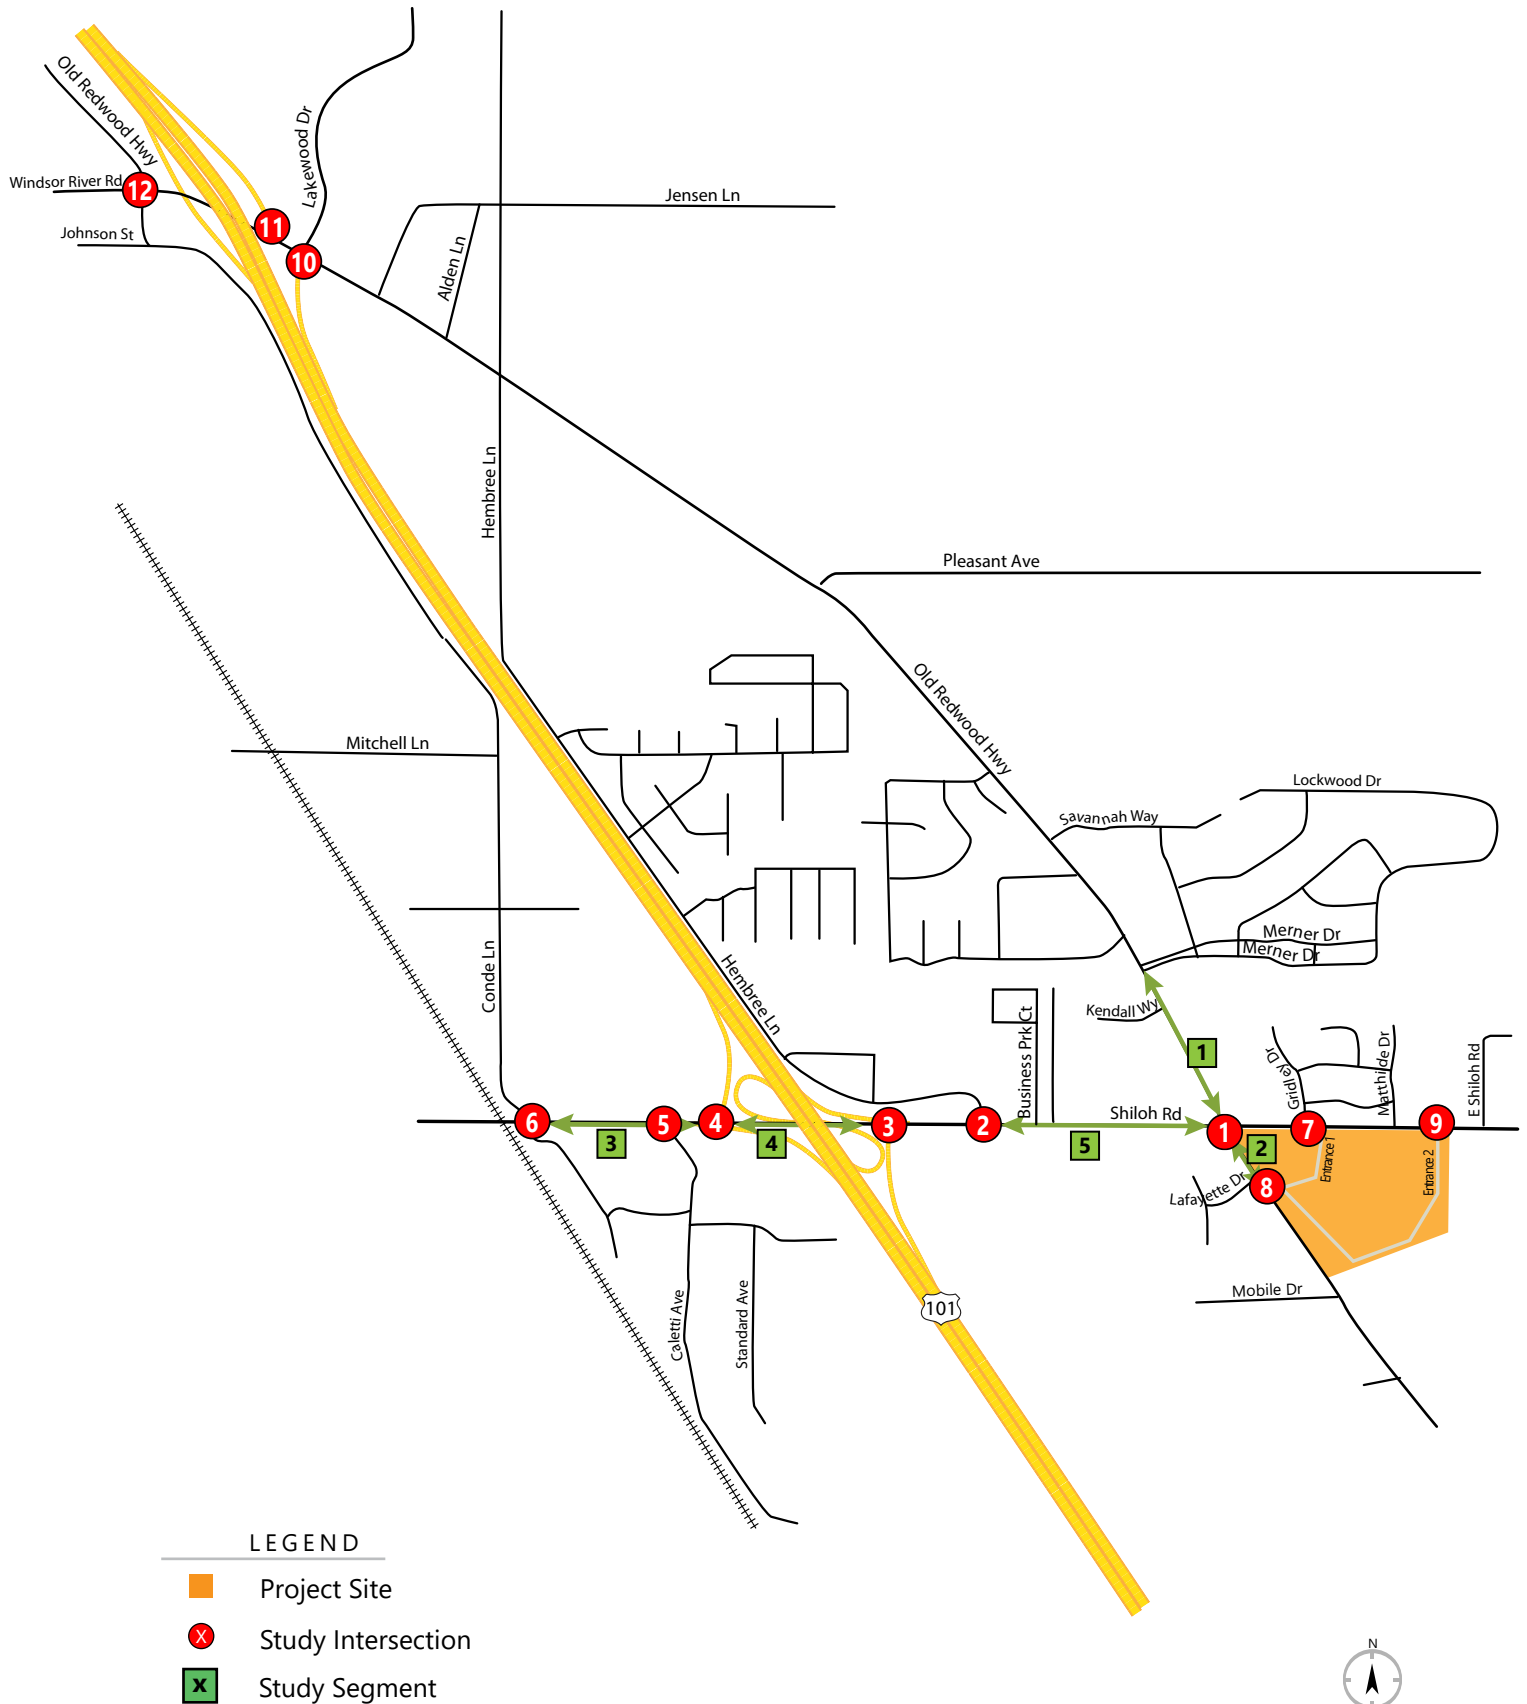 Old Redwood Hwy
Lakewood Dr
Windsor River Rd
12
Jensen Ln
11
Johnson St
10
Alden Ln
Hembree Ln
Pleasant Ave
Old Redwood Hwy
Mitchell Ln
Lockwood Dr
Savannah Way
Merner Dr
Merner Dr
Conde Ln
Hembree Ln
Kendall Wy
Business Prk Ct
1
Gridley Dr
Matthilde Dr
E Shiloh Rd
Shiloh Rd
6
5
4
3
2
1
7
9
3
4
5
2
Entrance 1
Entrance 2
Lafayette Dr
8
Mobile Dr
101
Caletti Ave
Standard Ave
LEGEND
Project Site
X Study Intersection
X Study Segment
N